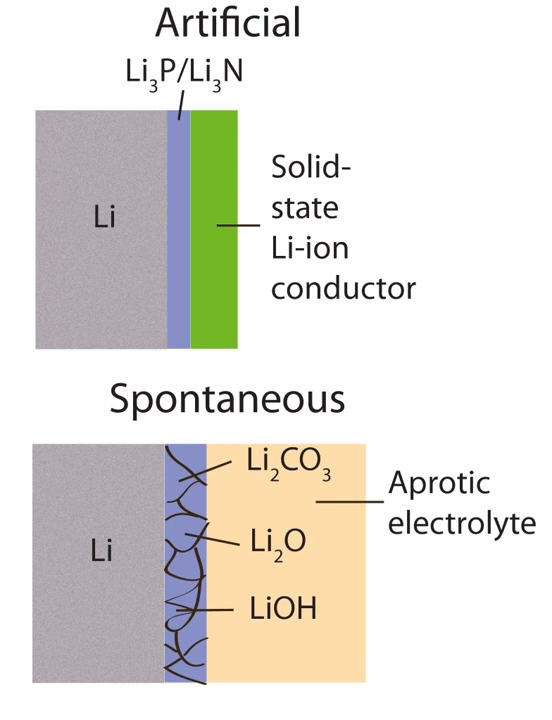 Artificial
Li₃P/Li₃N
Li
Solid-
state
Li-ion
conductor
Spontaneous
Li
Li₂CO₃
Aprotic
electrolyte
Li₂O
LiOH